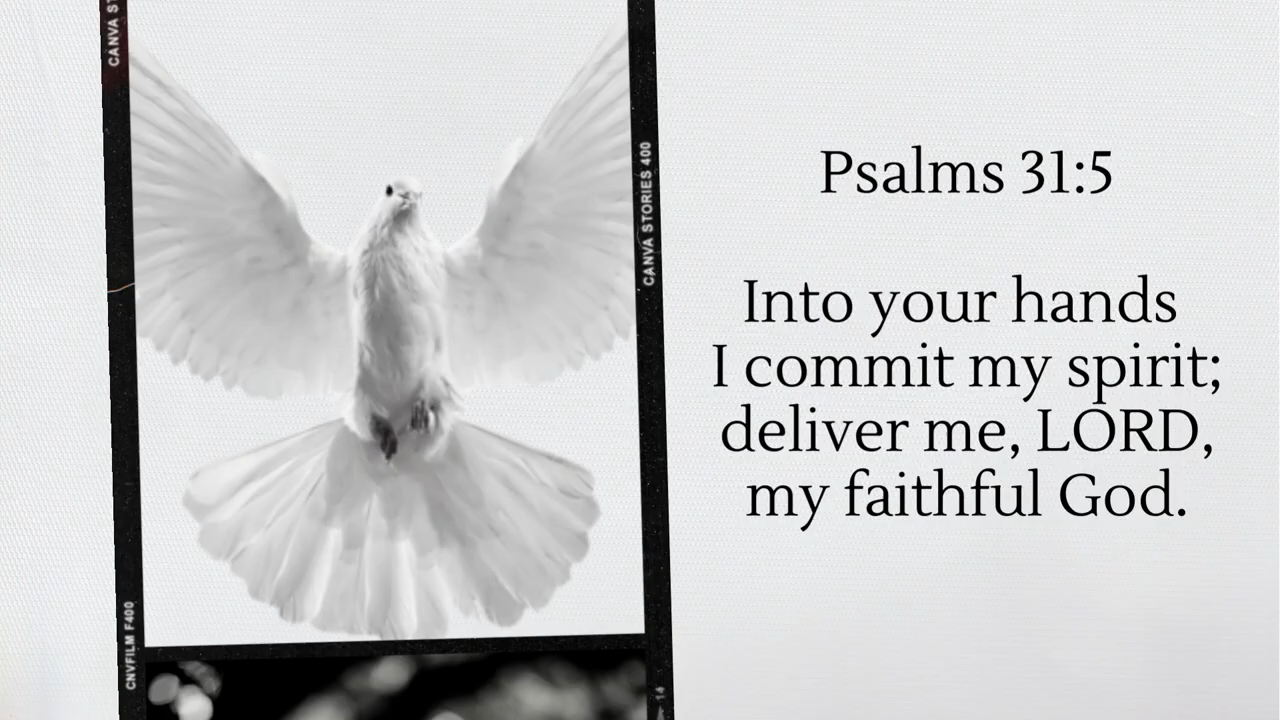 CANVA ST
CANVA STORIES 400
CNVFILM F400
14
Psalms 31:5
Into your hands
I commit my spirit;
deliver me, LORD,
my faithful God.